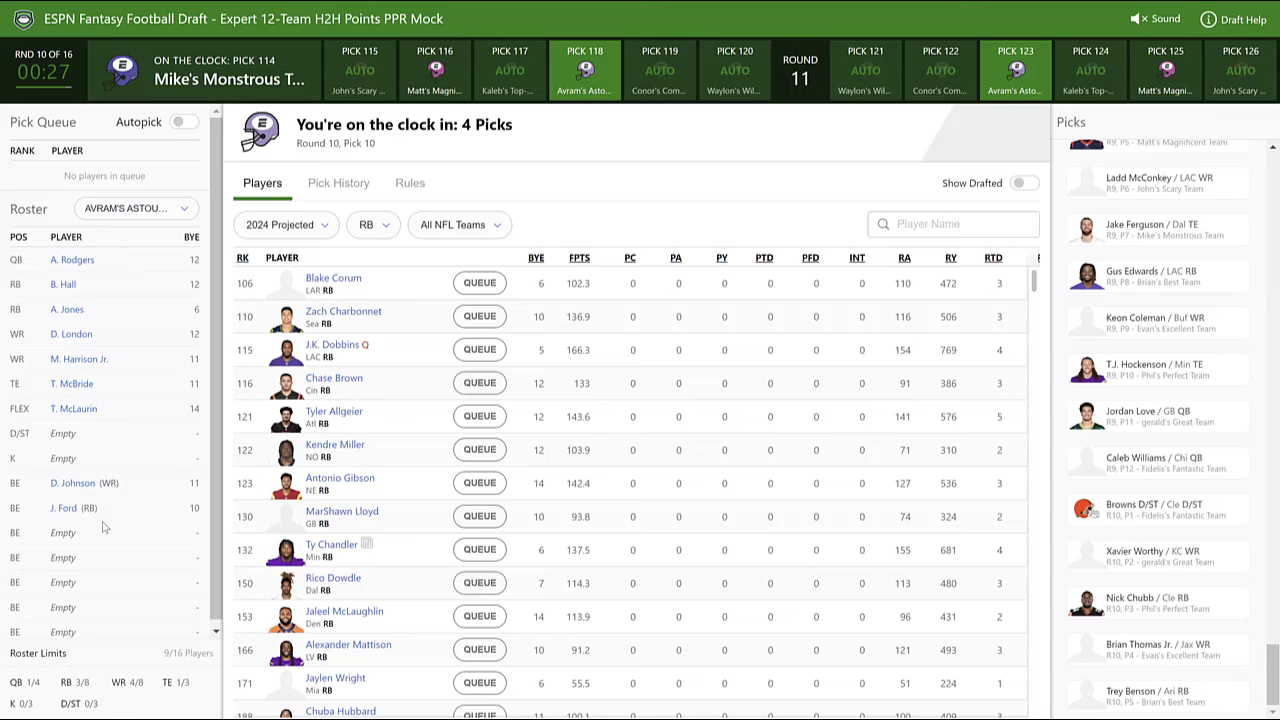 ESPN Fantasy Football Draft - Expert 12-Team H2H Points PPR Mock
Sound
Draft Help
RND 10 OF 16
00:27
ON THE CLOCK: PICK 114
Mike's Monstrous T...
PICK 115
AUTO
John's Scary ...
PICK 116
Matt's Magni...
PICK 117
AUTO
Kaleb's Top-...
PICK 118
Avram's Asto...
PICK 119
AUTO
Conor's Com...
PICK 120
AUTO
Waylon's Wil...
ROUND
11
PICK 121
AUTO
Waylon's Wil...
PICK 122
AUTO
Conor's Com...
PICK 123
Avram's Asto...
PICK 124
AUTO
Kaleb's Top-...
PICK 125
Matt's Magni...
PICK 126
AUTO
John's Scary ...
Pick Queue
Autopick
RANK PLAYER
No players in queue
Roster
AVRAM'S ASTOU...
POS PLAYER BYE
QB A. Rodgers 12
RB B. Hall 12
RB A. Jones 6
WR D. London 12
WR M. Harrison Jr. 11
TE T. McBride 11
FLEX T. McLaurin 14
D/ST Empty -
K Empty -
BE D. Johnson (WR) 11
BE J. Ford (RB) 10
BE Empty -
BE Empty -
BE Empty -
BE Empty -
BE Empty -
Roster Limits 9/16 Players
QB 1/4 RB 3/8 WR 4/8 TE 1/3
K 0/3 D/ST 0/3
You're on the clock in: 4 Picks
Round 10, Pick 10
Players Pick History Rules
Show Drafted
2024 Projected RB All NFL Teams
Player Name
RK PLAYER BYE FPTS PC PA PY PTD PFD INT RA RY RTD
106 Blake Corum LAR RB QUEUE 6 102.3 0 0 0 0 0 0 110 472 3
110 Zach Charbonnet Sea RB QUEUE 10 136.9 0 0 0 0 0 0 116 506 3
115 J.K. Dobbins Q LAC RB QUEUE 5 166.3 0 0 0 0 0 0 154 769 4
116 Chase Brown Cin RB QUEUE 12 133 0 0 0 0 0 0 91 386 3
121 Tyler Allgeier Atl RB QUEUE 12 143.6 0 0 0 0 0 0 141 576 5
122 Kendre Miller NO RB QUEUE 12 103.9 0 0 0 0 0 0 71 310 2
123 Antonio Gibson NE RB QUEUE 14 142.4 0 0 0 0 0 0 127 536 3
130 MarShawn Lloyd GB RB QUEUE 10 93.8 0 0 0 0 0 0 74 324 2
132 Ty Chandler Min RB QUEUE 6 137.5 0 0 0 0 0 0 155 681 4
150 Rico Dowdle Dal RB QUEUE 7 114.3 0 0 0 0 0 0 113 480 3
153 Jaleel McLaughlin Den RB QUEUE 14 113.9 0 0 0 0 0 0 96 431 2
166 Alexander Mattison LV RB QUEUE 10 91.2 0 0 0 0 0 0 121 493 3
171 Jaylen Wright Mia RB QUEUE 6 55.5 0 0 0 0 0 0 51 224 1
188 Chuba Hubbard QUEUE 11 100.1 0 0 0 0 0 0 100 409 3
Picks
R9, P5 - Matt's Magnificent Team
Ladd McConkey / LAC WR
R9, P6 - John's Scary Team
Jake Ferguson / Dal TE
R9, P7 - Mike's Monstrous Team
Gus Edwards / LAC RB
R9, P8 - Brian's Best Team
Keon Coleman / Buf WR
R9, P9 - Evan's Excellent Team
T.J. Hockenson / Min TE
R9, P10 - Phil's Perfect Team
Jordan Love / GB QB
R9, P11 - gerald's Great Team
Caleb Williams / Chi QB
R9, P12 - Fidelis's Fantastic Team
Browns D/ST / Cle D/ST
R10, P1 - Fidelis's Fantastic Team
Xavier Worthy / KC WR
R10, P2 - gerald's Great Team
Nick Chubb / Cle RB
R10, P3 - Phil's Perfect Team
Brian Thomas Jr. / Jax WR
R10, P4 - Evan's Excellent Team
Trey Benson / Ari RB
R10, P5 - Brian's Best Team